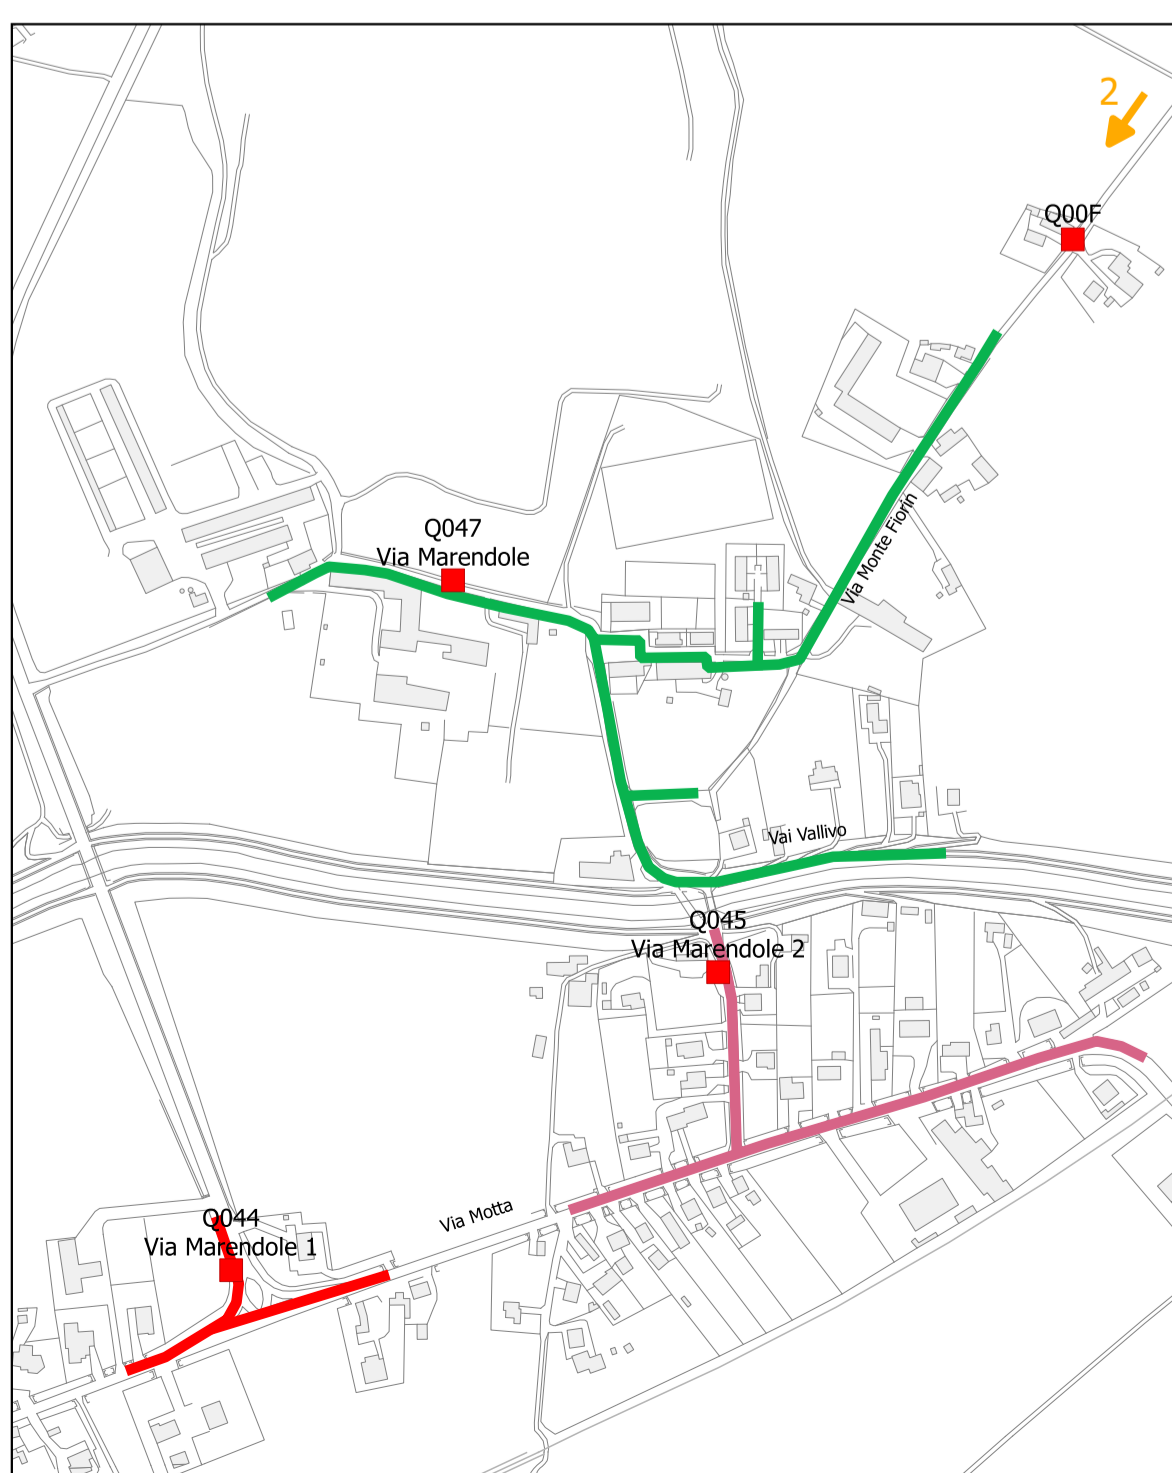 2
Q00F
Via Monte Fiorin
Q047
Via Marendole
Vai Vallivo
Q045
Via Marendole 2
Via Motta
Q044
Via Marendole 1